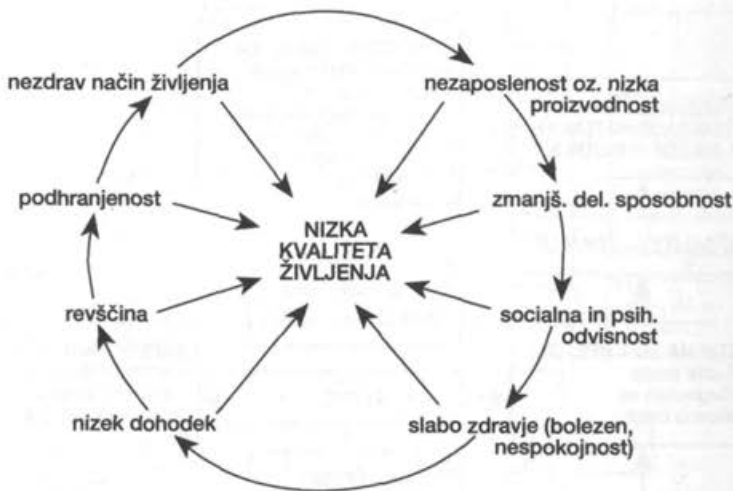 nezdrav način življenja
nezaposlenost oz. nizka
proizvodnost
podhranjenost
zmanjš. del. sposobnost
NIZKA
KVALITETA
ŽIVLJENJA
revščina
socialna in psih.
odvisnost
nizek dohodek
slabo zdravje (bolezen,
nespokojnost)